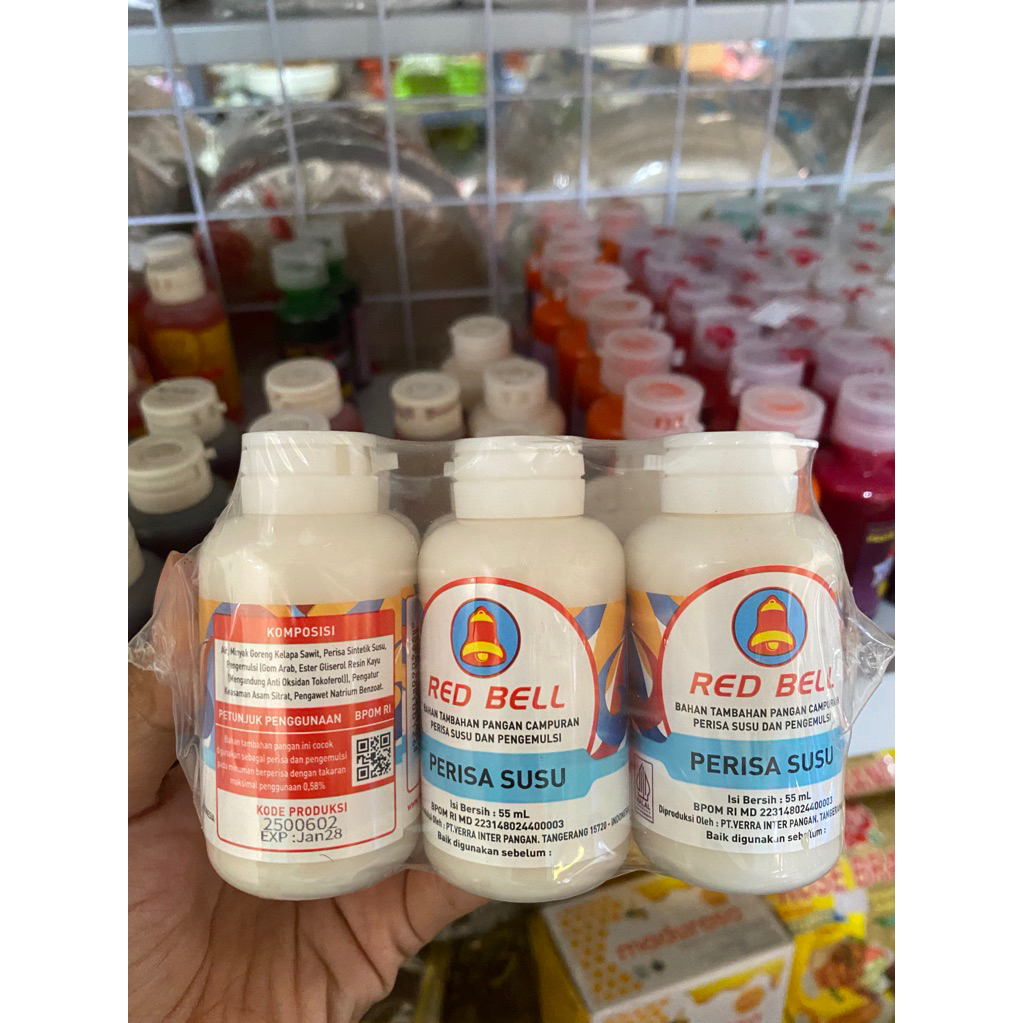 KOMPOSISI
Air, Minyak Goreng Kelapa Sawit, Perisa Sintetik Susu,
Pengemulsi (Gom Arab, Ester Gliserol Resin Kayu
(Mengandung Anti Oksidan Tokoferol)), Pengatur
Keasaman Asam Sitrat, Pengawet Natrium Benzoat.
PETUNJUK PENGGUNAAN BPOM RI
Bahan tambahan pangan ini cocok
digunakan sebagai perisa dan pengemulsi
pada minuman berperisa dengan takaran
maksimal penggunaan 0,58%
KODE PRODUKSI
2500602
EXP :Jan28
RED BELL
BAHAN TAMBAHAN PANGAN CAMPURAN
PERISA SUSU DAN PENGEMULSI
PERISA SUSU
Isi Bersih : 55 mL
BPOM RI MD 223148024400003
Oleh : PT.VERRA INTER PANGAN. TANGERANG 15720 - INDONESIA
Baik digunakan sebelum :
RED BELL
BAHAN TAMBAHAN PANGAN CAMPURAN
PERISA SUSU DAN PENGEMULSI
PERISA SUSU
Isi Bersih : 55 mL
BPOM RI MD 223148024400003
Diproduksi Oleh : PT.VERRA INTER PANGAN. TANGERANG
Baik digunakan sebelum :